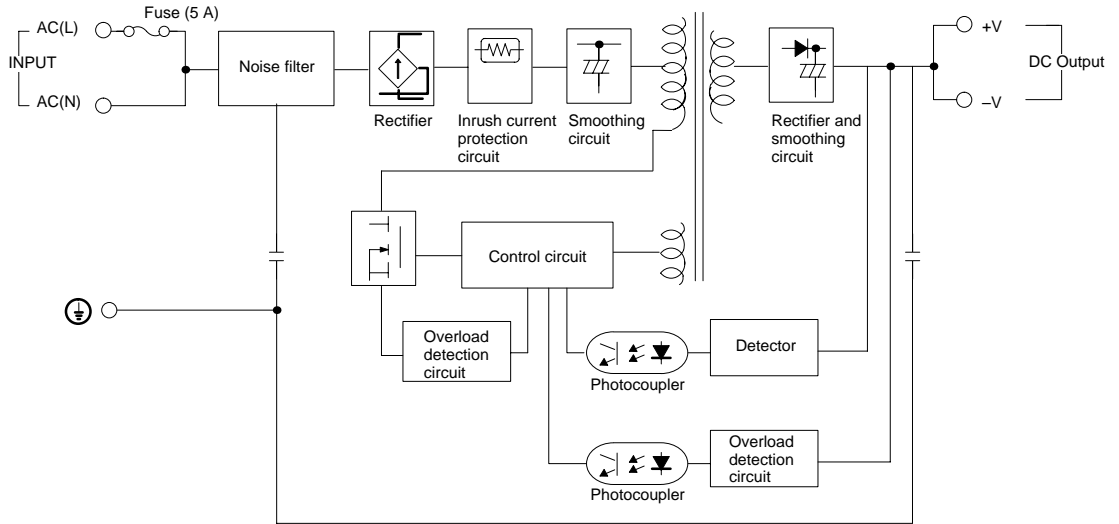 Fuse (5 A)
AC(L)
INPUT
AC(N)
Noise filter
Rectifier
Inrush current
protection
circuit
Smoothing
circuit
Rectifier and
smoothing
circuit
+V
DC Output
–V
Control circuit
Overload
detection
circuit
Photocoupler
Detector
Photocoupler
Overload
detection
circuit